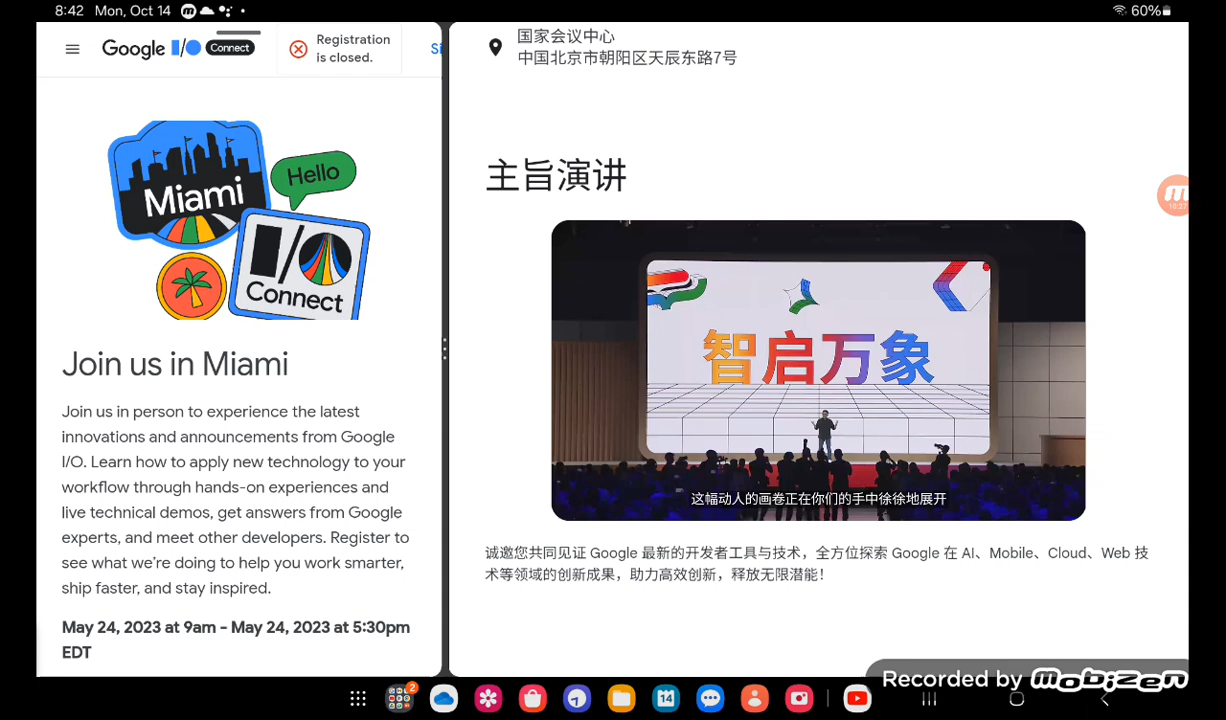 8:42 Mon, Oct 14
60%
Google I/O Connect
Registration
is closed.
Si
Miami
Hello
I/O
Connect
Join us in Miami
Join us in person to experience the latest
innovations and announcements from Google
I/O. Learn how to apply new technology to your
workflow through hands-on experiences and
live technical demos, get answers from Google
experts, and meet other developers. Register to
see what we're doing to help you work smarter,
ship faster, and stay inspired.
May 24, 2023 at 9am - May 24, 2023 at 5:30pm
EDT
国家会议中心
中国北京市朝阳区天辰东路7号
主旨演讲
智启万象
这幅动人的画卷正在你们的手中徐徐地展开
诚邀您共同见证 Google 最新的开发者工具与技术，全方位探索 Google 在 AI、Mobile、Cloud、Web 技
术等领域的创新成果，助力高效创新，释放无限潜能！
2
14
Recorded by mobizen